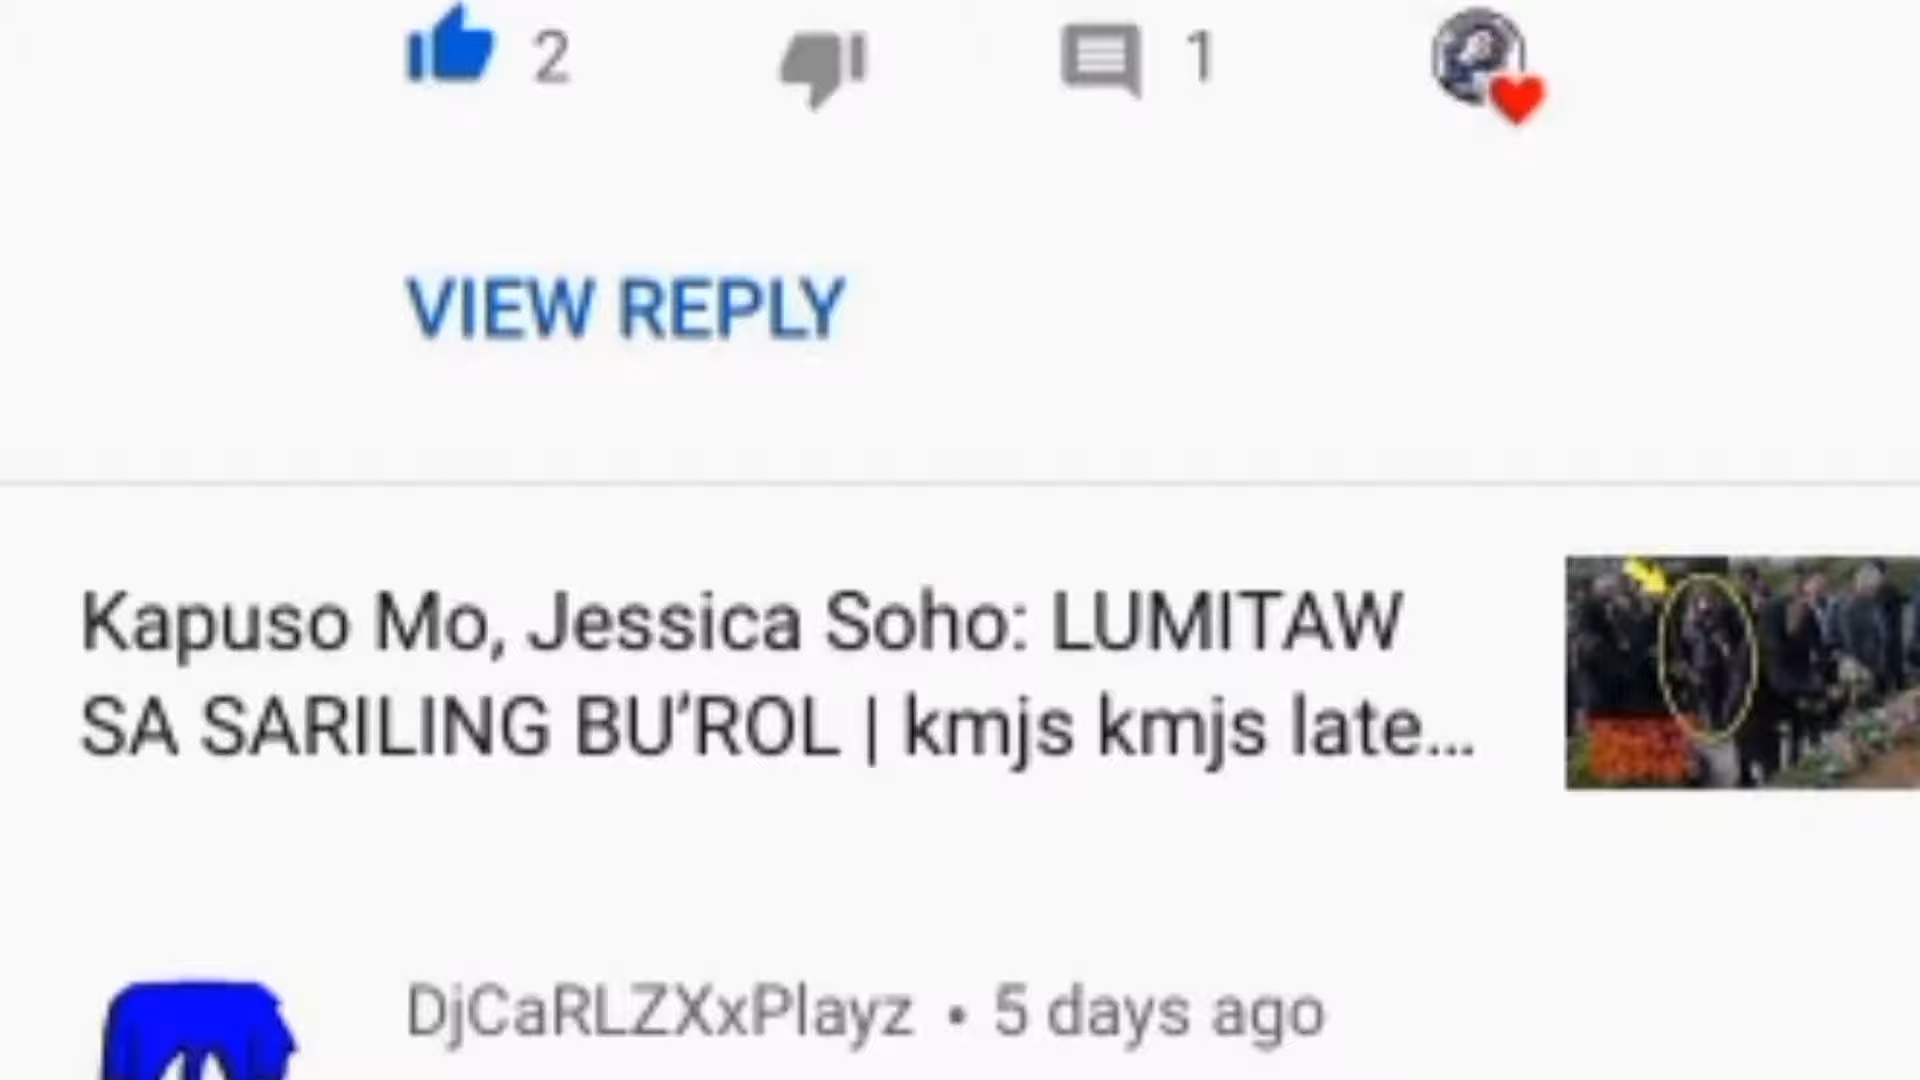 2 1
VIEW REPLY
Kapuso Mo, Jessica Soho: LUMITAW
SA SARILING BU’ROL | kmjs kmjs late...
DjCaRLZXxPlayz • 5 days ago